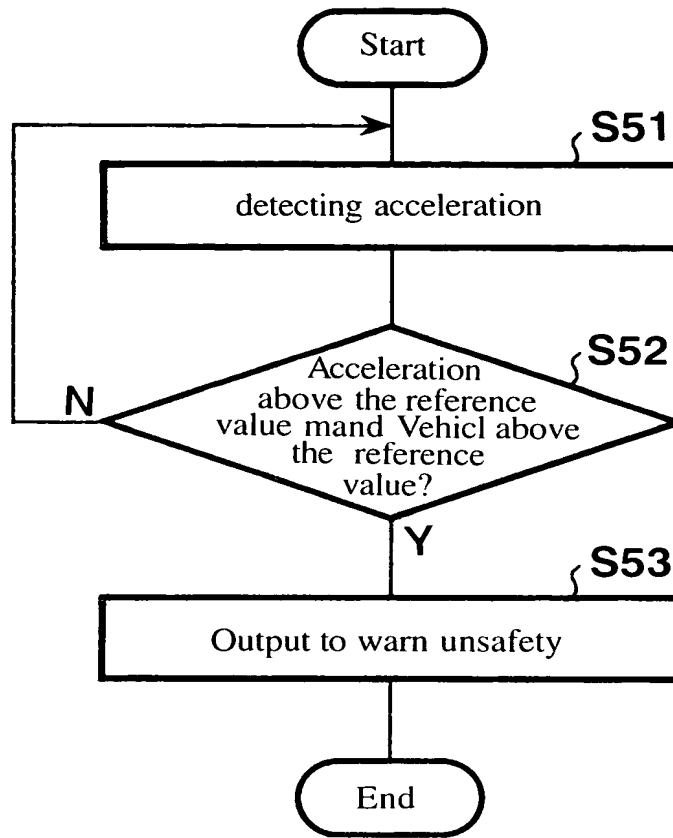 Start
S51
detecting acceleration
S52
Acceleration
above the reference
value mand Vehicl above
the reference
value?
N
Y
S53
Output to warn unsafety
End